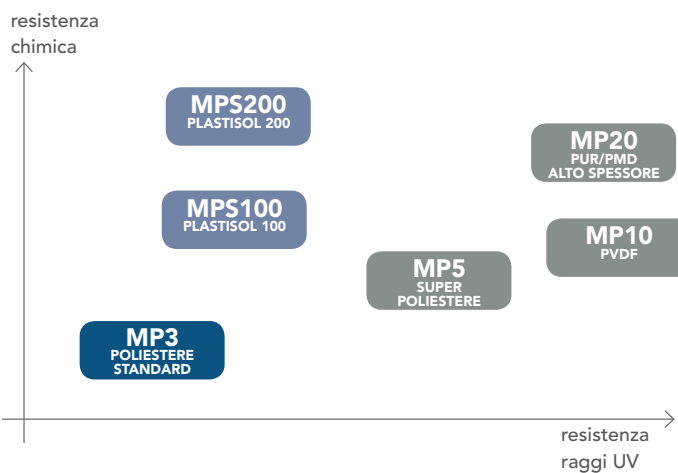 resistenza
chimica
MPS200
PLASTISOL 200
MP20
PUR/PMD
ALTO SPESSORE
MPS100
PLASTISOL 100
MP10
PVDF
MP5
SUPER
POLIESTERE
MP3
POLIESTERE
STANDARD
resistenza
raggi UV